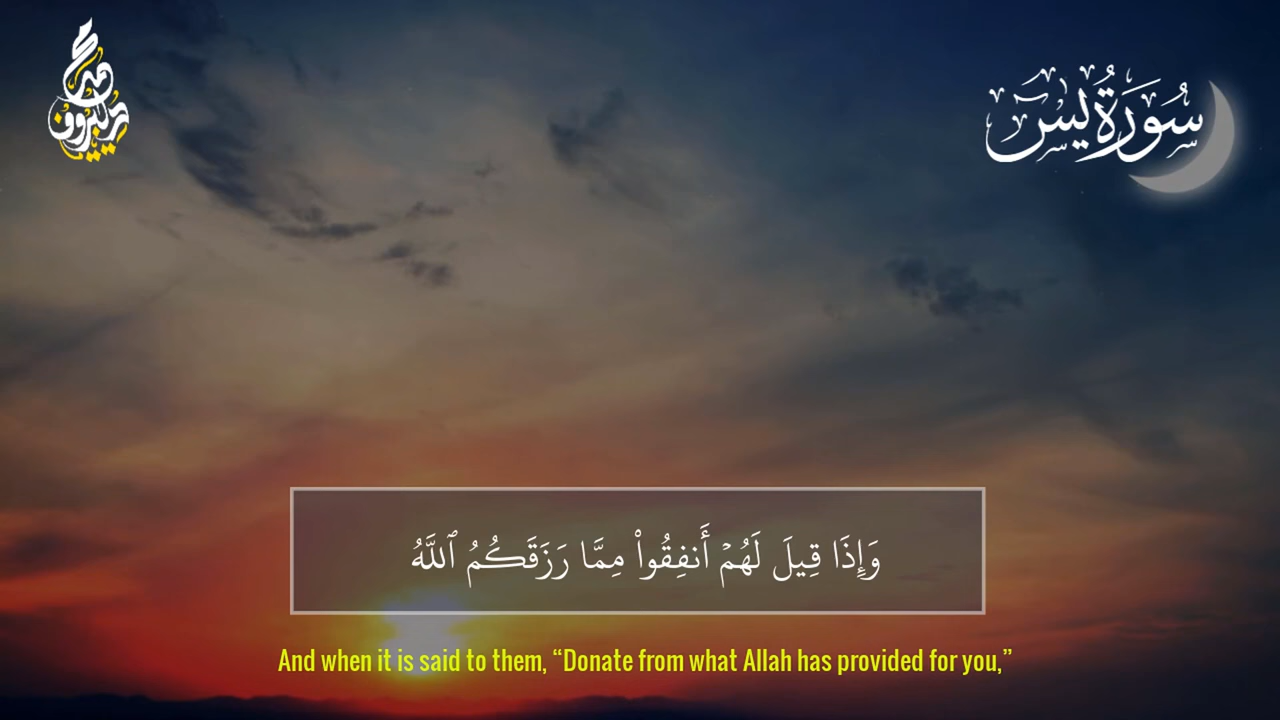 سُورَةُ يسٓ
وَإِذَا قِيلَ لَهُمۡ أَنفِقُواْ مِمَّا رَزَقَكُمُ ٱللَّهُ
And when it is said to them, “Donate from what Allah has provided for you,”